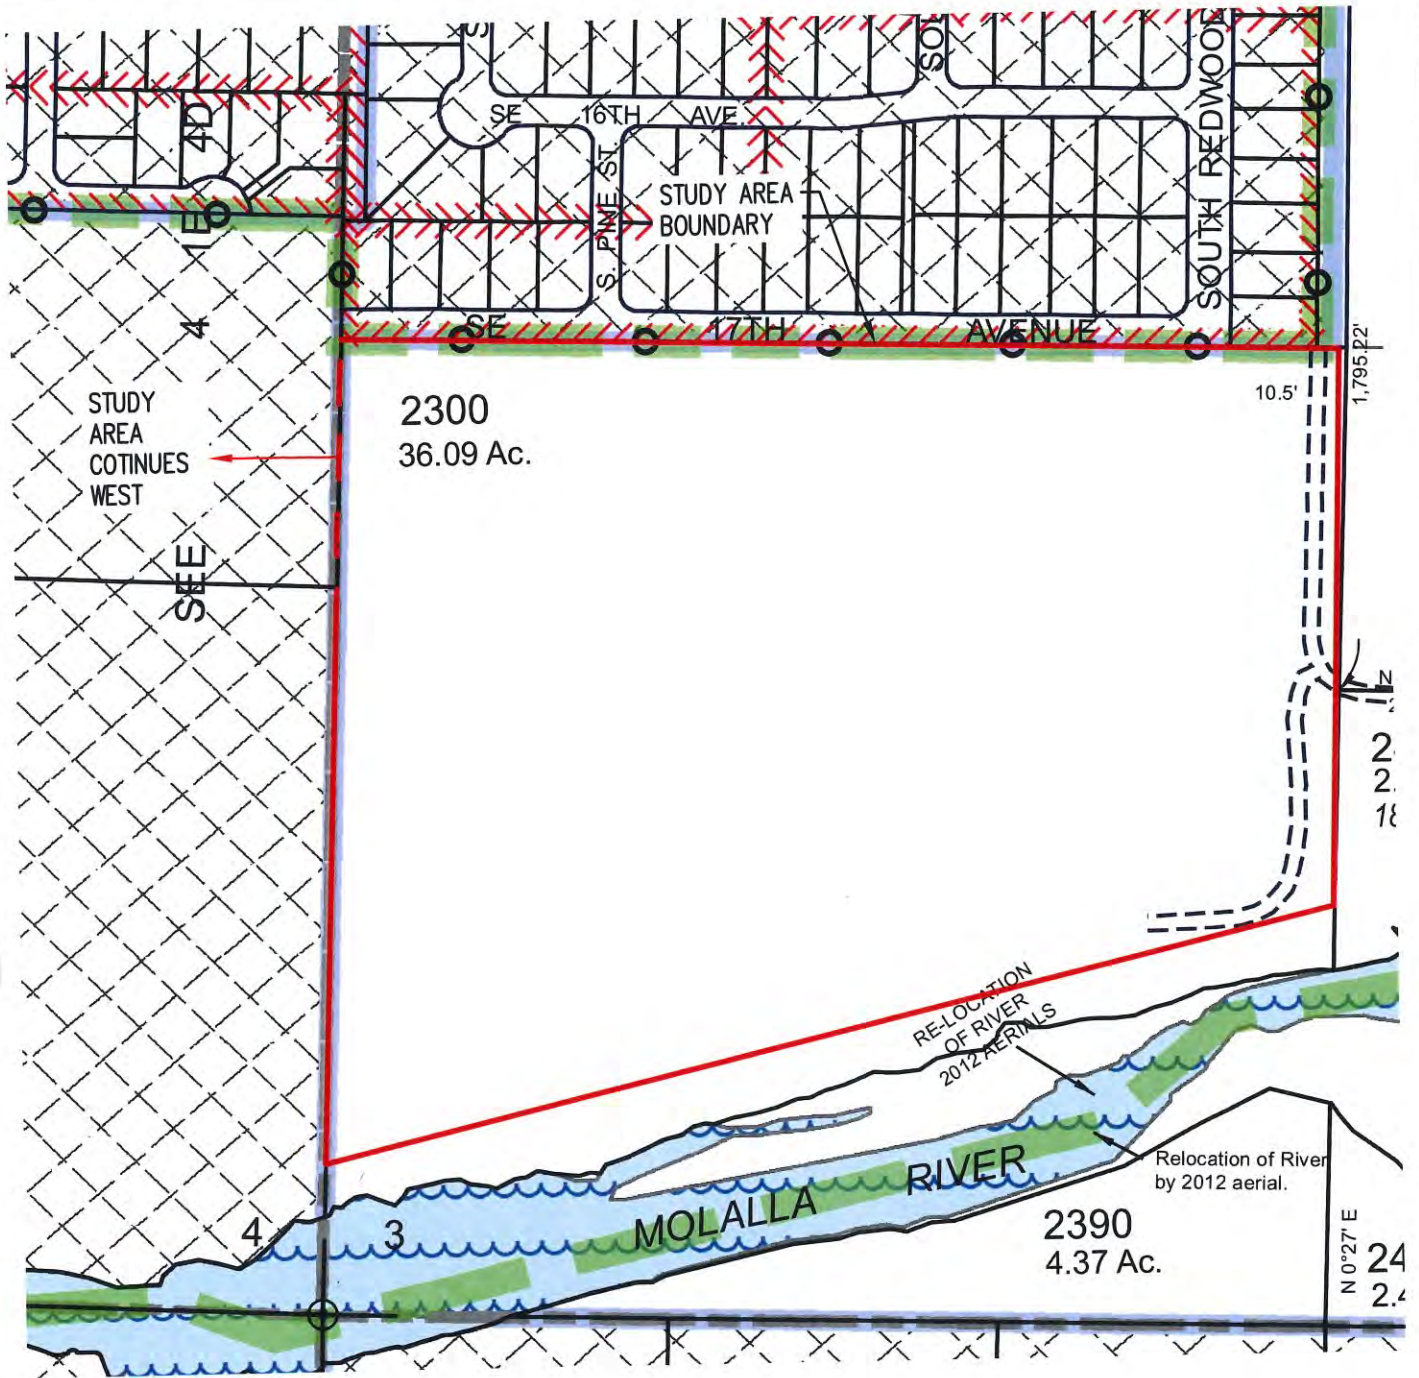 SE 16TH AVE
SOUTH REDWOOD
S. PINE ST.
STUDY AREA
BOUNDARY
4D
1E
4
SEE
SE 17TH AVENUE
STUDY
AREA
COTINUES
WEST
2300
36.09 Ac.
10.5'
1,795.22'
N
RE-LOCATION
OF RIVER
2012 AERIALS
MOLALLA RIVER
Relocation of River
by 2012 aerial.
4 3
2390
4.37 Ac.
N 0°27' E